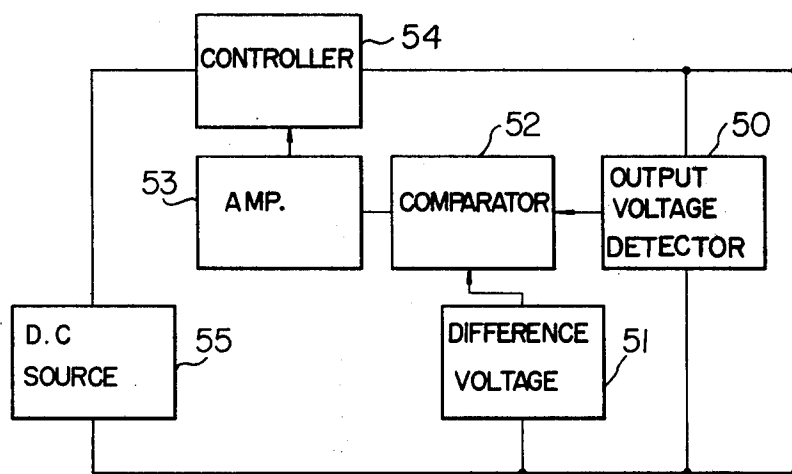 54
CONTROLLER
52
50
53
AMP.
COMPARATOR
OUTPUT
VOLTAGE
DETECTOR
D.C
SOURCE
55
DIFFERENCE
VOLTAGE
51